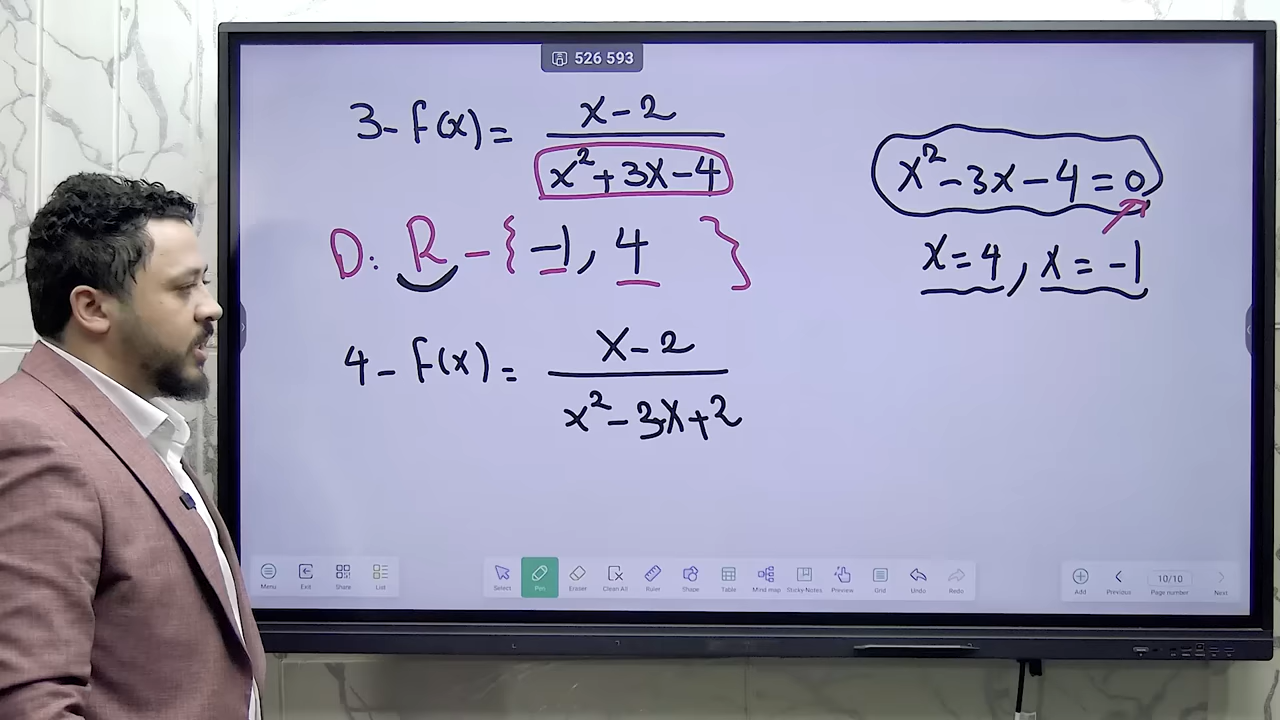 526 593
3- f(x) = x-2 / x²+3x-4
D: R - { -1, 4 }
x²-3x-4=0
x=4, x=-1
4- f(x) = x-2 / x²-3x+2
Menu Exit Share List Select Pen Eraser Clean All Ruler Shape Table Mind map Sticky-Notes Preview Grid Undo Redo Add Previous 10/10 Page number Next